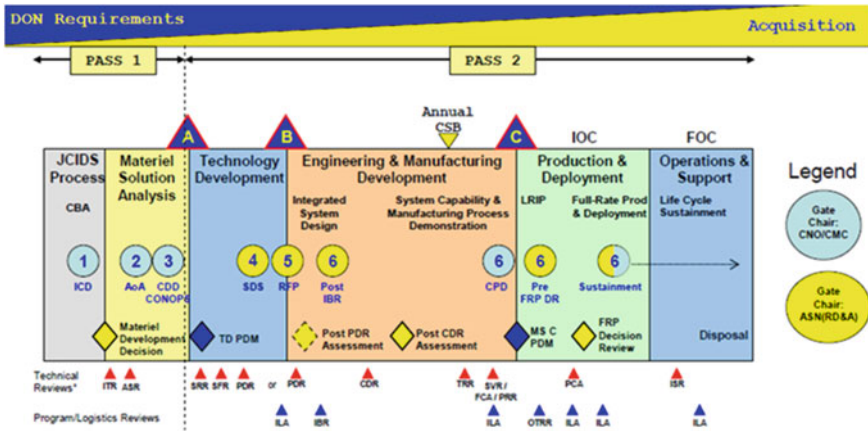 DON Requirements
Acquisition
PASS 1
PASS 2
Annual
CSB
A
B
C
IOC
FOC
JCIDS
Process
CBA
Materiel
Solution
Analysis
Technology
Development
Engineering & Manufacturing
Development
Integrated
System
Design
System Capability &
Manufacturing Process
Demonstration
Production &
Deployment
LRIP
Full-Rate Prod
& Deployment
Operations &
Support
Life Cycle
Sustainment
1
ICD
2
AoA
3
CDD
CONOPS
4
SDS
5
RFP
6
Post
IBR
6
CPD
6
Pre
FRP DR
6
Sustainment
Materiel
Development
Decision
TD PDM
Post PDR
Assessment
Post CDR
Assessment
MS C
PDM
FRP
Decision
Review
Disposal
Legend
Gate
Chair:
CNO/CMC
Gate
Chair:
ASN(RD&A)
Technical
Reviews*
ITR
ASR
SRR
SFR
PDR
or
PDR
CDR
TRR
SVR /
FCA / PRR
PCA
ISR
Program/Logistics Reviews
ILA
IBR
ILA
OTRR
ILA
ILA
ILA